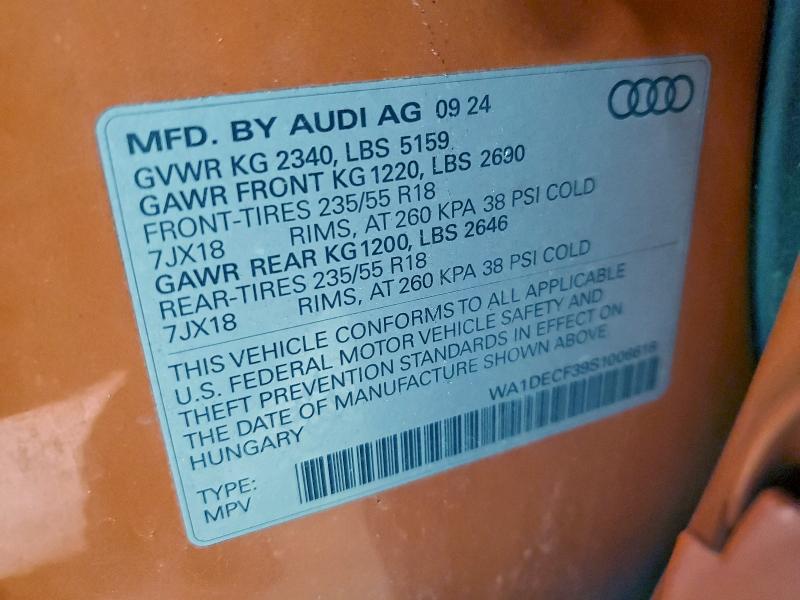 MFD. BY AUDI AG 09 24
GVWR KG 2340, LBS 5159
GAWR FRONT KG 1220, LBS 2690
FRONT-TIRES 235/55 R18
7JX18 RIMS, AT 260 KPA 38 PSI COLD
GAWR REAR KG 1200, LBS 2646
REAR-TIRES 235/55 R18
7JX18 RIMS, AT 260 KPA 38 PSI COLD
THIS VEHICLE CONFORMS TO ALL APPLICABLE
U.S. FEDERAL MOTOR VEHICLE SAFETY AND
THEFT PREVENTION STANDARDS IN EFFECT ON
THE DATE OF MANUFACTURE SHOWN ABOVE
HUNGARY
WA1DECF39S1006618
TYPE:
MPV